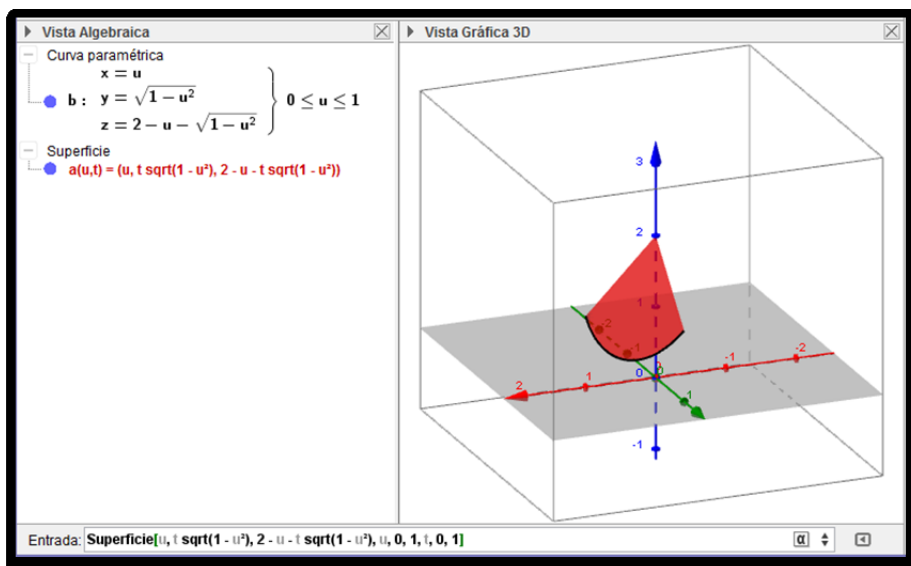 Vista Algebraica
Curva paramétrica
x = u
b : y = √(1 − u²)
z = 2 − u − √(1 − u²)
0 ≤ u ≤ 1
Superficie
a(u,t) = (u, t sqrt(1 - u²), 2 - u - t sqrt(1 - u²))
Vista Gráfica 3D
3
2
1
0
-1
-2
-1
0
1
2
1
0
-1
-2
Entrada: Superficie[u, t sqrt(1 - u²), 2 - u - t sqrt(1 - u²), u, 0, 1, t, 0, 1]
α